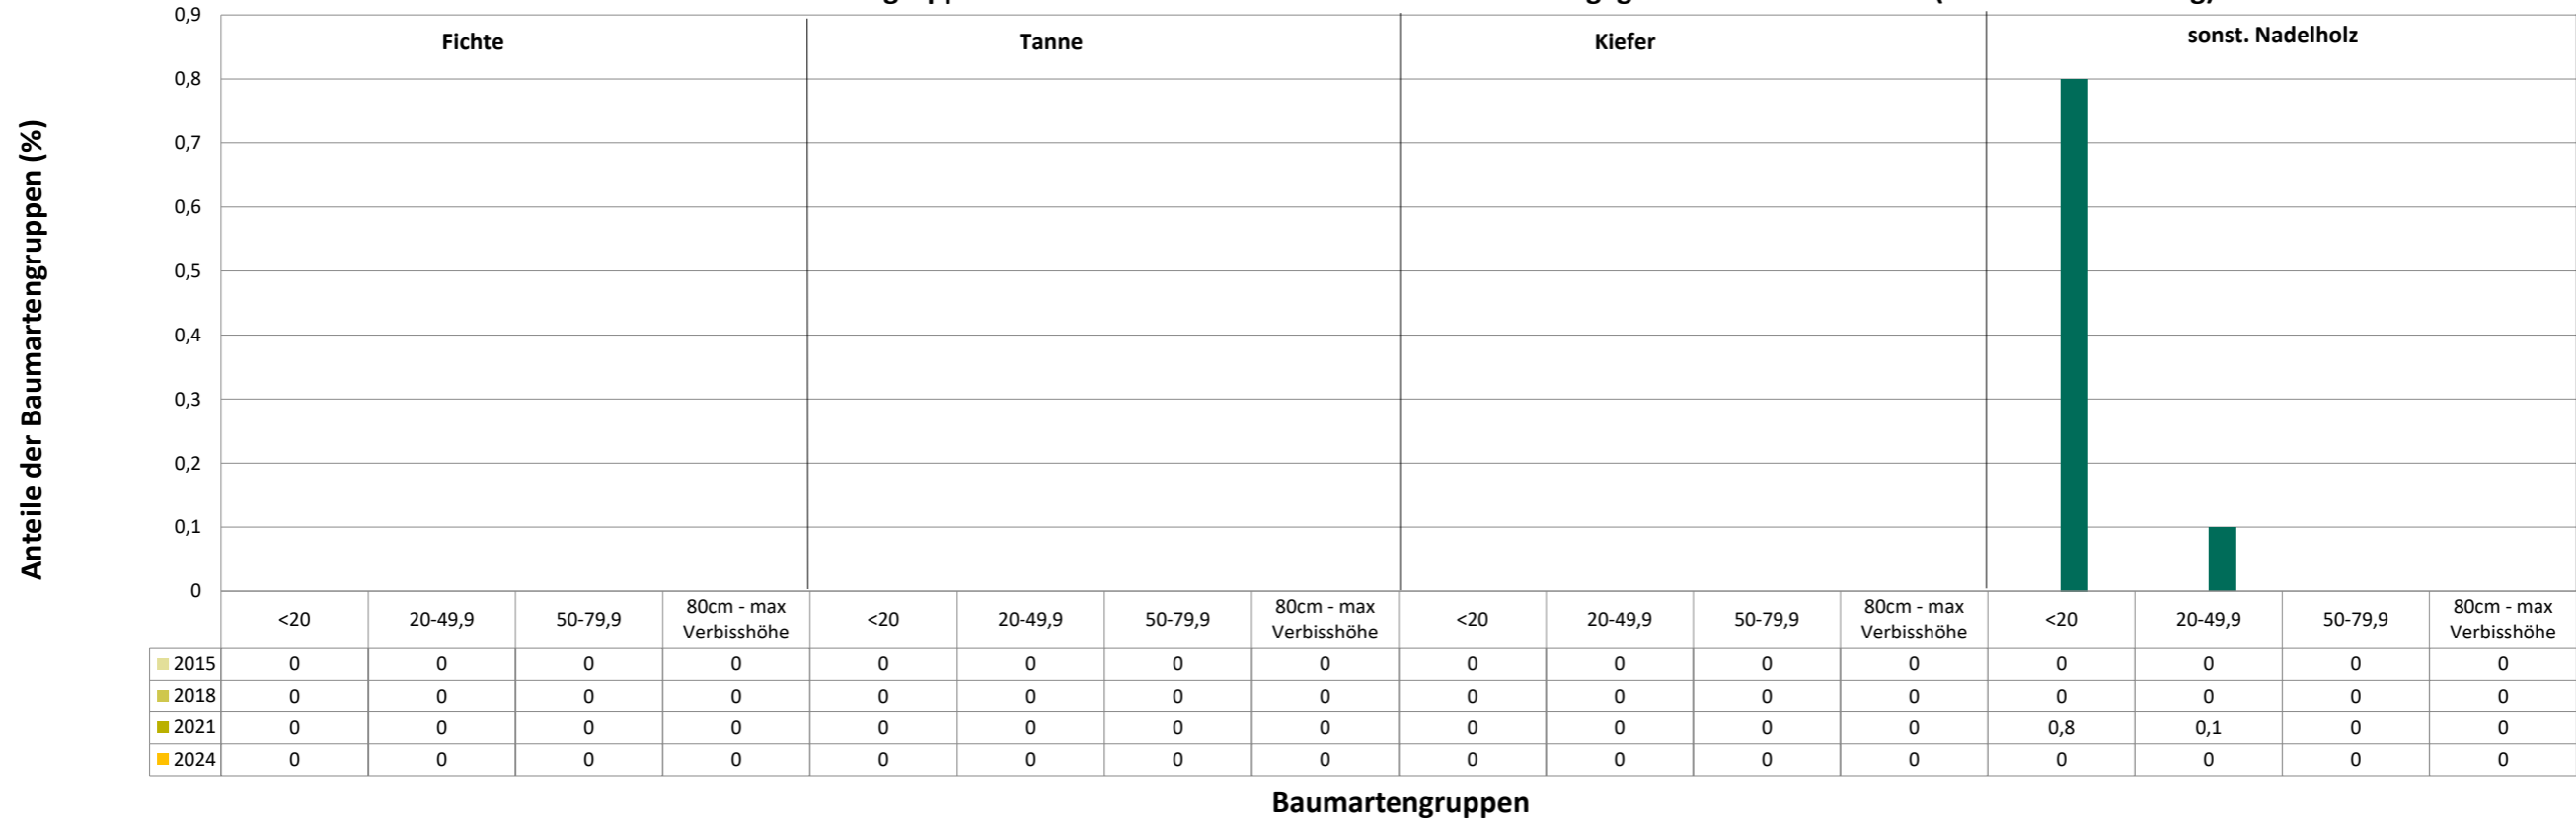 0,9
Fichte Tanne Kiefer sonst. Nadelholz
0,8
0,7
0,6
0,5
0,4
0,3
0,2
0,1
0
Anteile der Baumartengruppen (%)
<20 20-49,9 50-79,9 80cm - max Verbisshöhe <20 20-49,9 50-79,9 80cm - max Verbisshöhe <20 20-49,9 50-79,9 80cm - max Verbisshöhe <20 20-49,9 50-79,9 80cm - max Verbisshöhe
2015 0 0 0 0 0 0 0 0 0 0 0 0 0 0 0 0
2018 0 0 0 0 0 0 0 0 0 0 0 0 0 0 0 0
2021 0 0 0 0 0 0 0 0 0 0 0 0 0,8 0,1 0 0
2024 0 0 0 0 0 0 0 0 0 0 0 0 0 0 0 0
Baumartengruppen